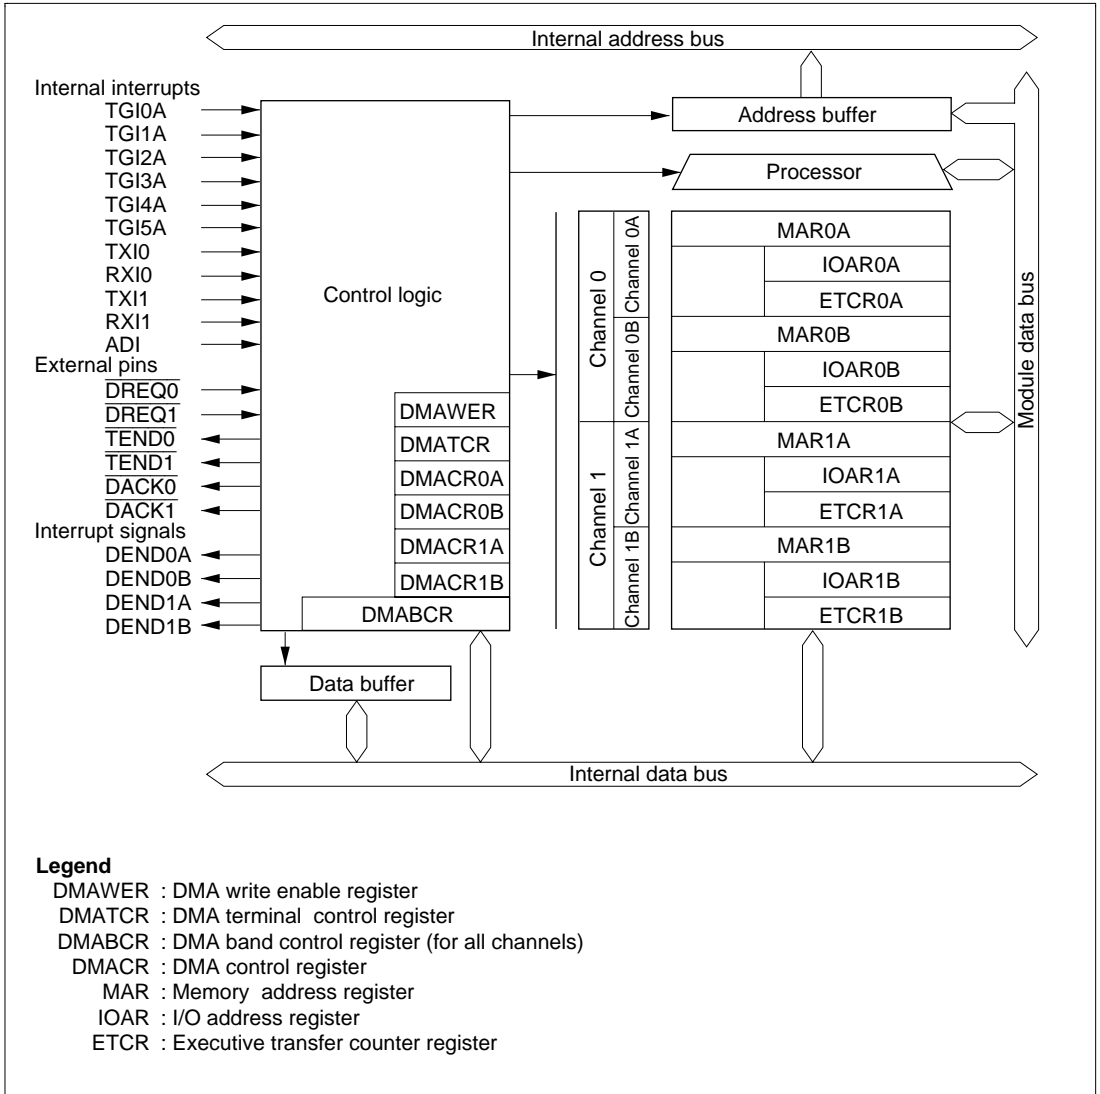 Internal address bus
Internal interrupts
TGI0A
TGI1A
TGI2A
TGI3A
TGI4A
TGI5A
TXI0
RXI0
TXI1
RXI1
ADI
External pins
DREQ0
DREQ1
TEND0
TEND1
DACK0
DACK1
Interrupt signals
DEND0A
DEND0B
DEND1A
DEND1B
Control logic
DMAWER
DMATCR
DMACR0A
DMACR0B
DMACR1A
DMACR1B
DMABCR
Data buffer
Address buffer
Processor
Channel 0
Channel 0A
Channel 0B
Channel 1
Channel 1A
Channel 1B
MAR0A
IOAR0A
ETCR0A
MAR0B
IOAR0B
ETCR0B
MAR1A
IOAR1A
ETCR1A
MAR1B
IOAR1B
ETCR1B
Module data bus
Internal data bus
Legend
DMAWER : DMA write enable register
DMATCR : DMA terminal control register
DMABCR : DMA band control register (for all channels)
DMACR : DMA control register
MAR : Memory address register
IOAR : I/O address register
ETCR : Executive transfer counter register